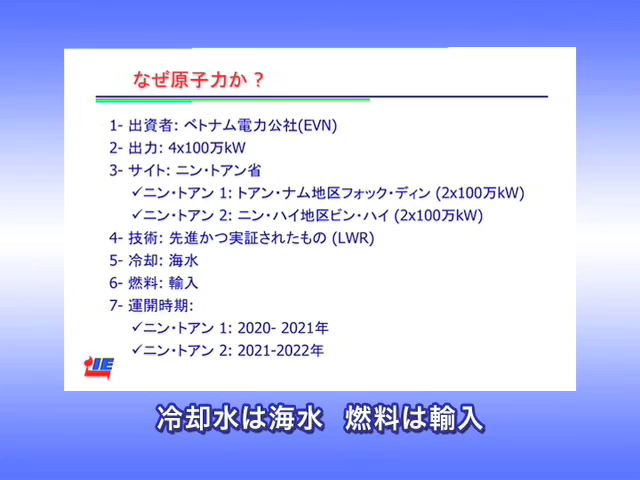 なぜ原子力か？
1- 出資者: ベトナム電力公社(EVN)
2- 出力: 4x100万kW
3- サイト: ニン・トアン省
✓ニン・トアン 1: トアン・ナム地区フォック・ディン (2x100万kW)
✓ニン・トアン 2: ニン・ハイ地区ビン・ハイ (2x100万kW)
4- 技術: 先進かつ実証されたもの (LWR)
5- 冷却: 海水
6- 燃料: 輸入
7- 運開時期:
✓ニン・トアン 1: 2020- 2021年
✓ニン・トアン 2: 2021-2022年
IE
冷却水は海水 燃料は輸入